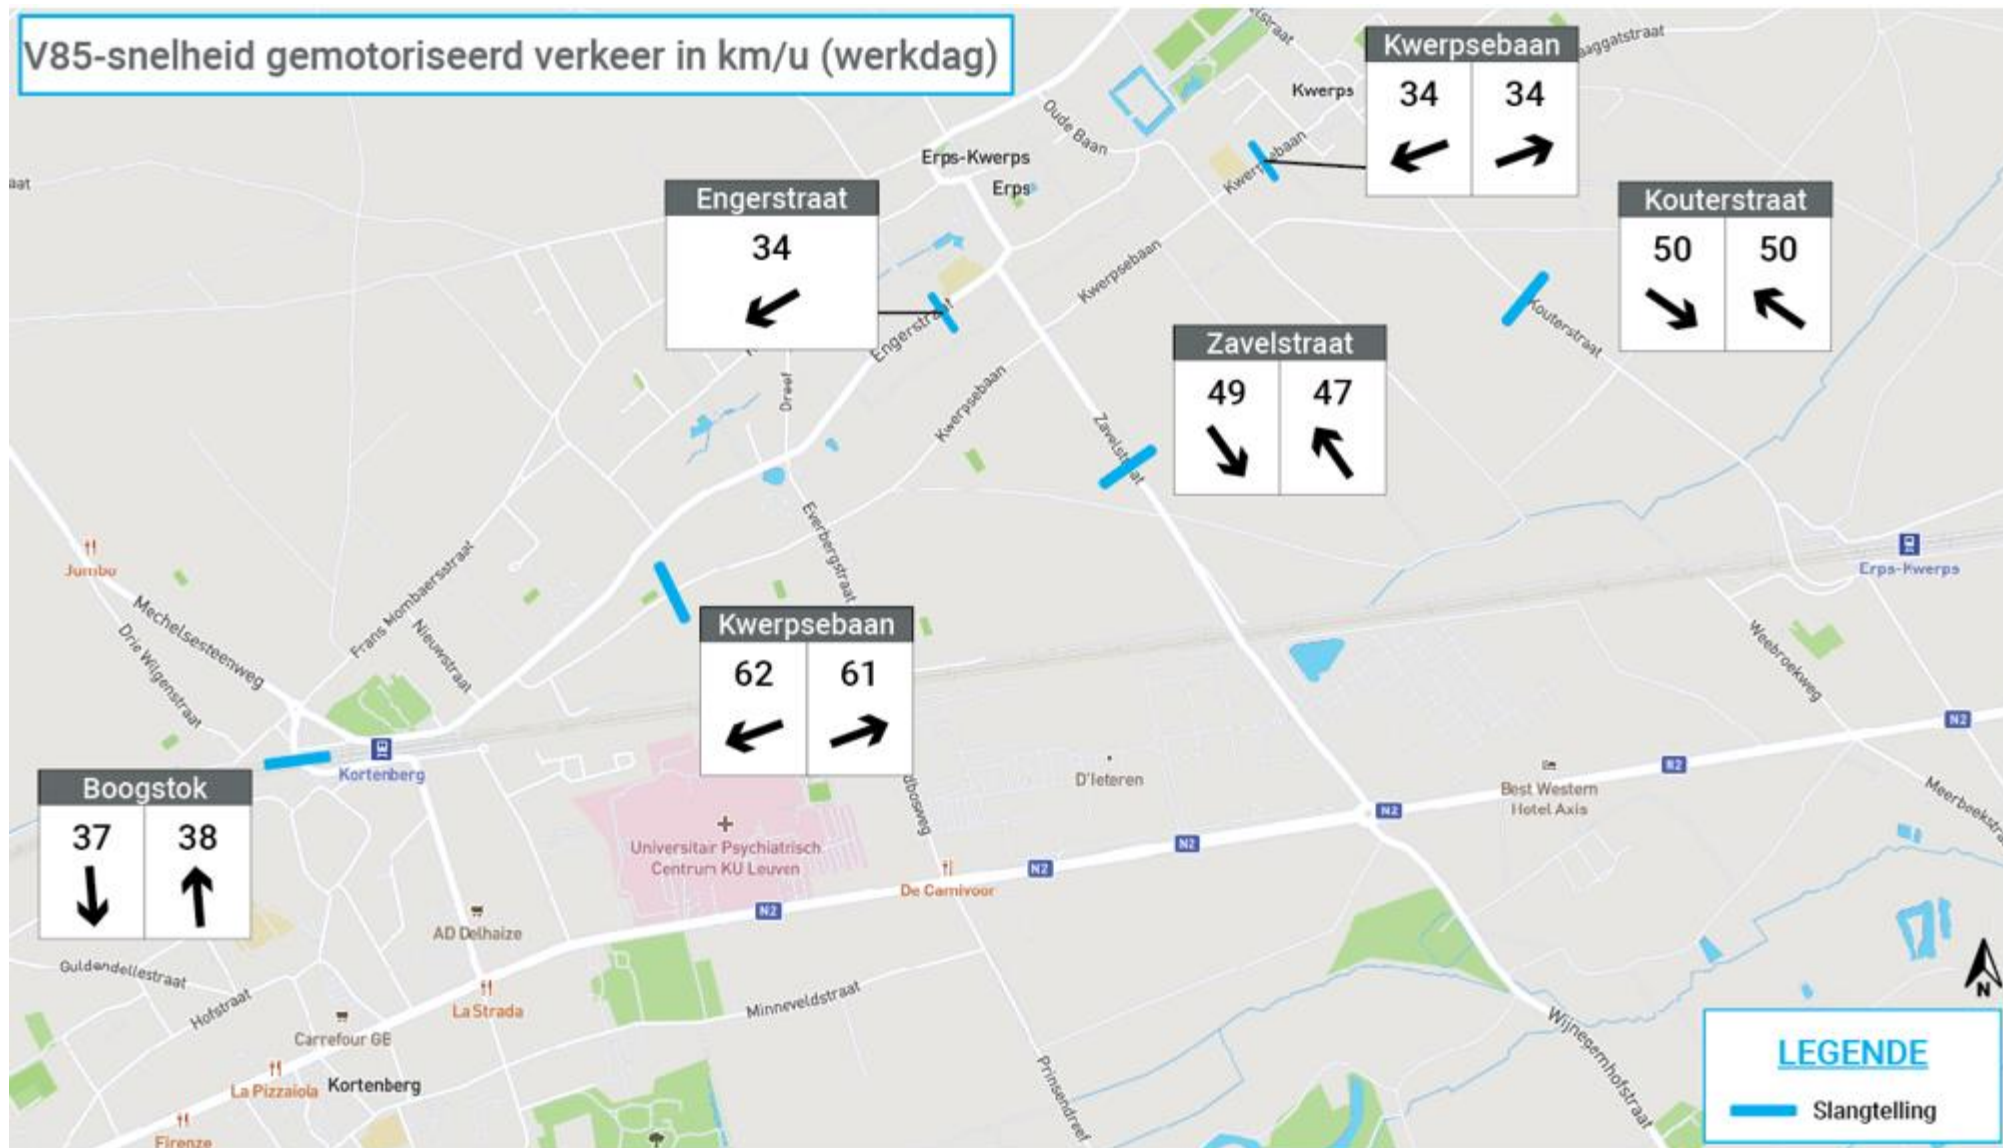 V85-snelheid gemotoriseerd verkeer in km/u (werkdag)
Kwerpsebaan
34 34
Kwerps
Oude Baan
Kwerpsebaan
Erps-Kwerps
Erps
Engerstraat
34
Kouterstraat
50 50
Engerstraat
Kwerpsebaan
Kouterstraat
Zavelstraat
49 47
Dreef
Kwerpsebaan
Zavelstraat
Everbergstraat
Jumbo
Erps-Kwerps
Mechelsesteenweg
Drie Wilgenstraat
Frans Mombaersstraat
Nieuwstraat
Kwerpsebaan
62 61
Weebroekweg
N2
Kortenberg
Boogstok
37 38
D'Ieteren
N2
Best Western
Hotel Axis
N2
Universitair Psychiatrisch
Centrum KU Leuven
N2
N2
De Carnivoor
N2
AD Delhaize
Guldendellestraat
Hofstraat
La Strada
Minneveldstraat
Carrefour GE
La Pizzaiola
Kortenberg
Prinsendreef
Wijnegemhofstraat
Firenze
N
LEGENDE
Slangtelling